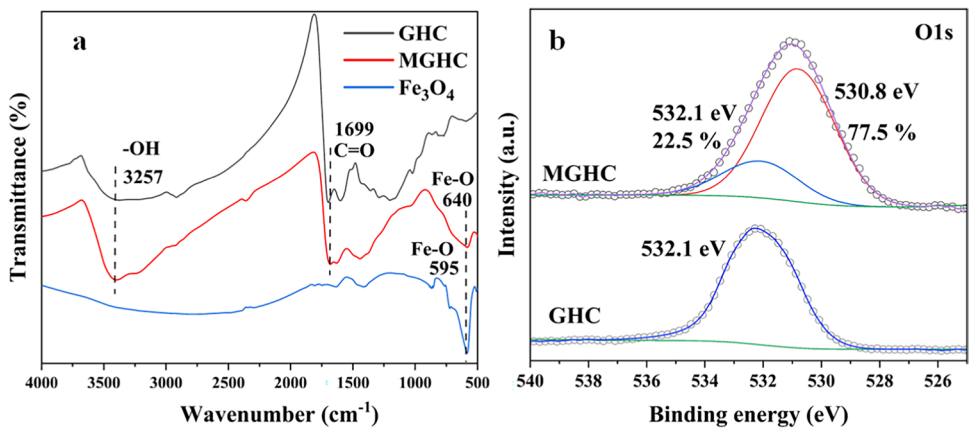 a
GHC
MGHC
Fe₃O₄
-OH
3257
1699
C=O
Fe-O
640
Fe-O
595
Transmittance (%)
4000 3500 3000 2500 2000 1500 1000 500
Wavenumber (cm⁻¹)
b
O1s
532.1 eV
22.5 %
530.8 eV
77.5 %
MGHC
532.1 eV
GHC
Intensity (a.u.)
540 538 536 534 532 530 528 526
Binding energy (eV)